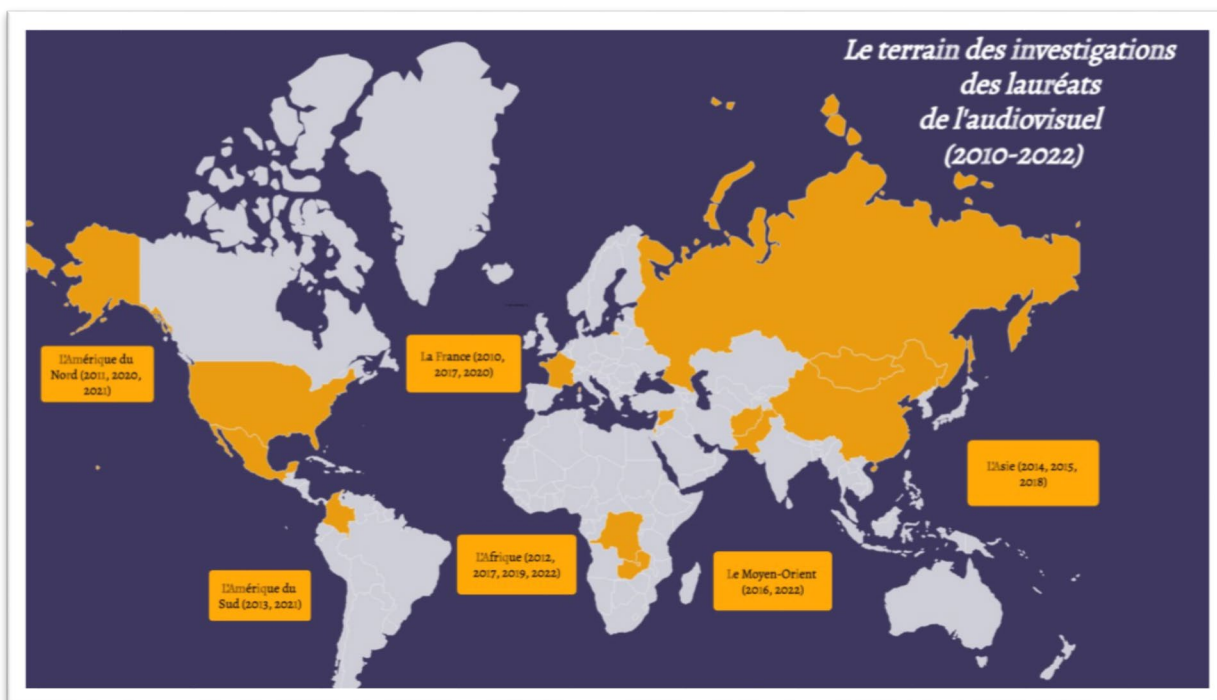 Le terrain des investigations
des lauréats
de l'audiovisuel
(2010-2022)
L'Amérique du
Nord (2011, 2020,
2021)
La France (2010,
2017, 2020)
L'Asie (2014, 2015,
2018)
L'Afrique (2012,
2017, 2019, 2022)
Le Moyen-Orient
(2016, 2022)
L'Amérique du
Sud (2013, 2021)